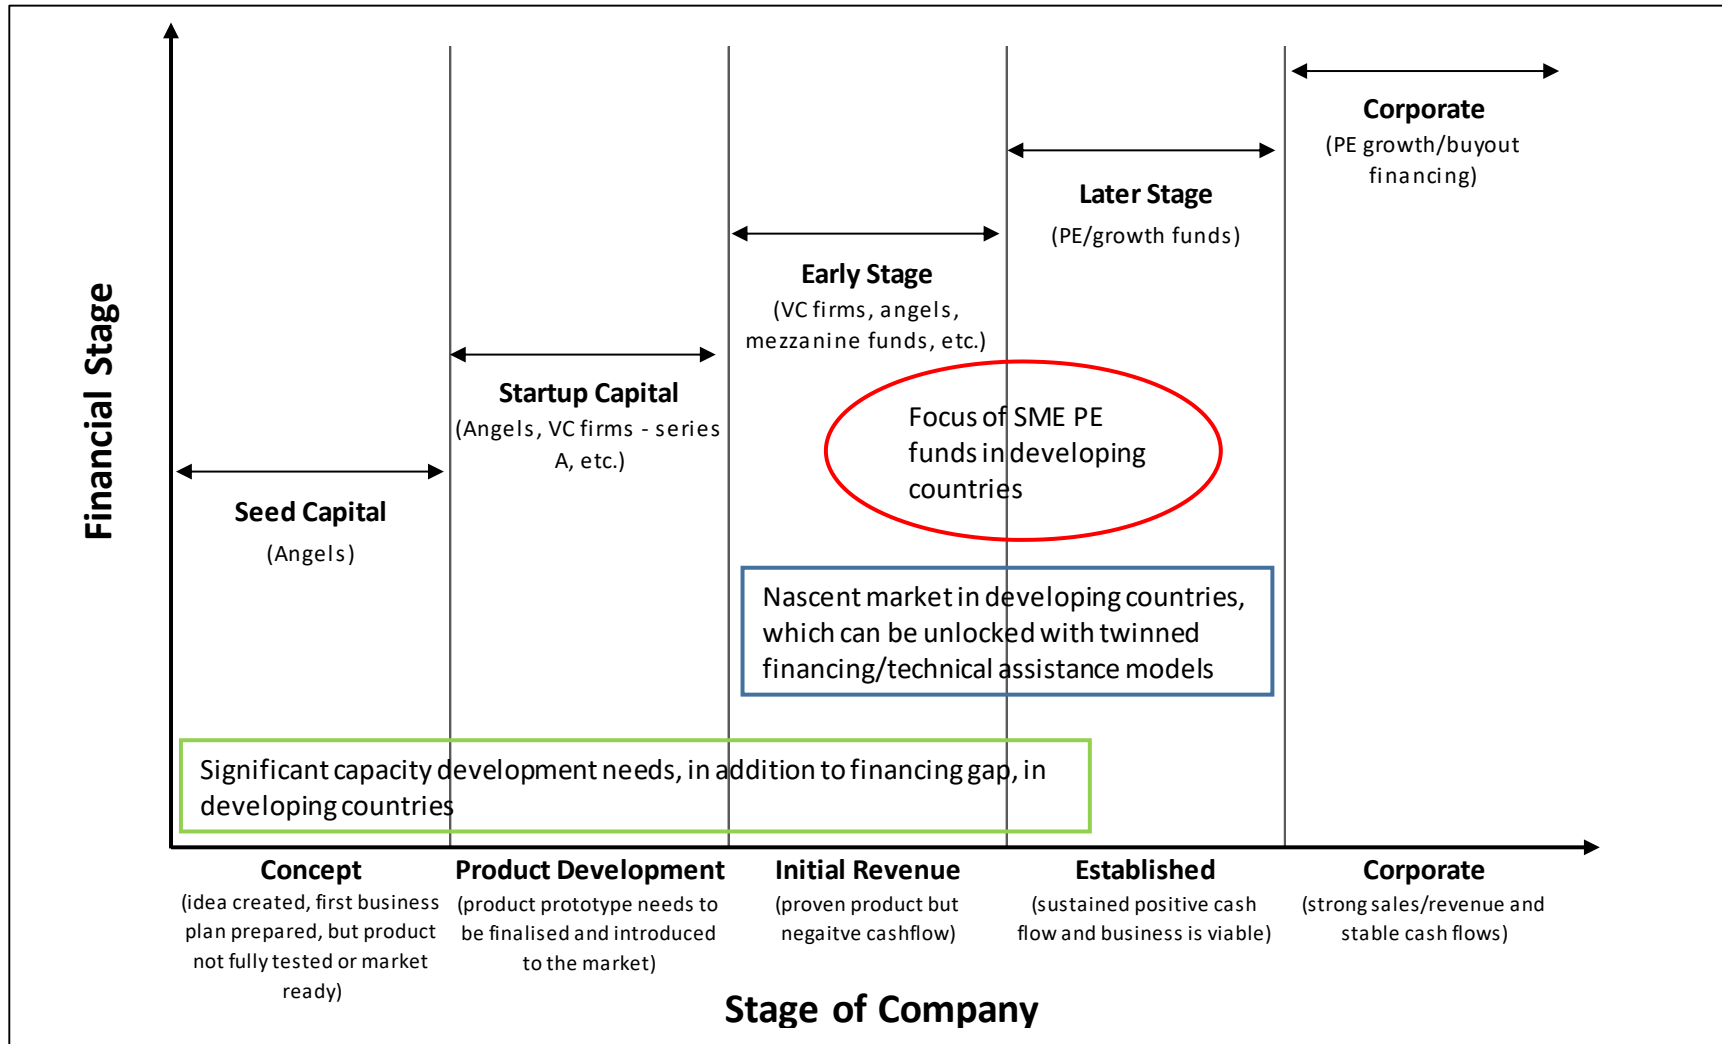 Financial Stage
Corporate
(PE growth/buyout
financing)
Later Stage
(PE/growth funds)
Early Stage
(VC firms, angels,
mezzanine funds, etc.)
Startup Capital
(Angels, VC firms - series
A, etc.)
Seed Capital
(Angels)
Focus of SME PE
funds in developing
countries
Nascent market in developing countries,
which can be unlocked with twinned
financing/technical assistance models
Significant capacity development needs, in addition to financing gap, in
developing countries
Concept
(idea created, first business
plan prepared, but product
not fully tested or market
ready)
Product Development
(product prototype needs to
be finalised and introduced
to the market)
Initial Revenue
(proven product but
negaitve cashflow)
Established
(sustained positive cash
flow and business is viable)
Corporate
(strong sales/revenue and
stable cash flows)
Stage of Company